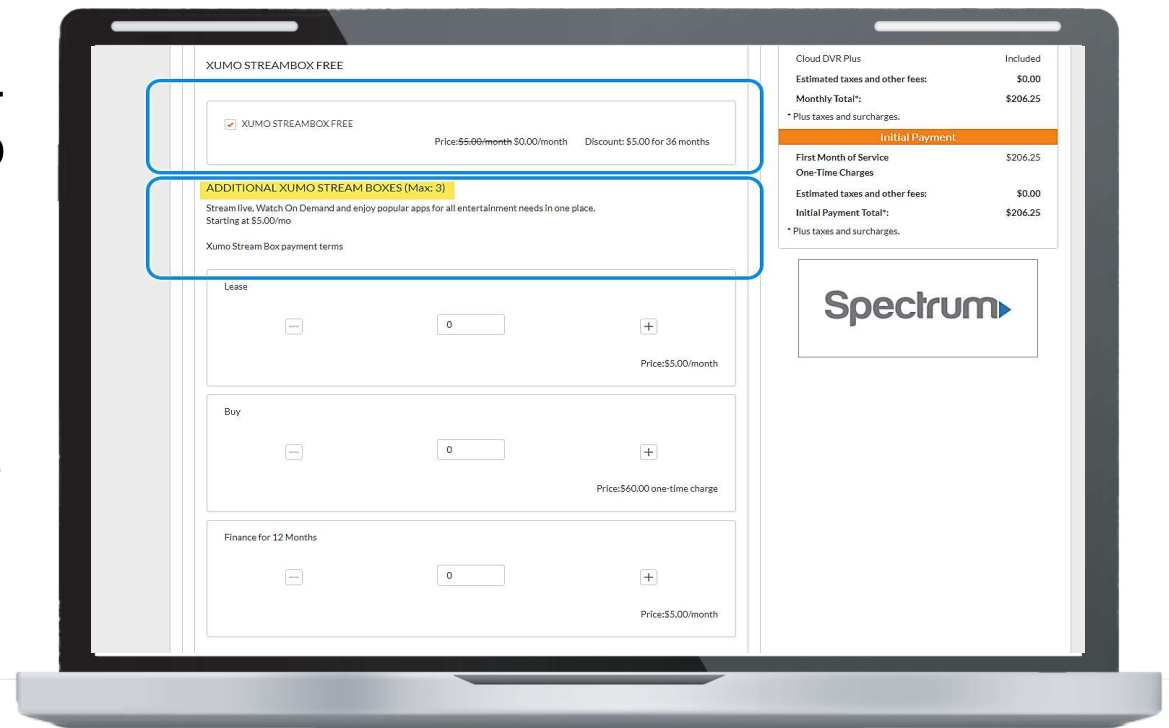 XUMO STREAMBOX FREE
XUMO STREAMBOX FREE
Price:$5.00/month $0.00/month Discount: $5.00 for 36 months
ADDITIONAL XUMO STREAM BOXES (Max: 3)
Stream live, Watch On Demand and enjoy popular apps for all entertainment needs in one place.
Starting at $5.00/mo
Xumo Stream Box payment terms
Lease
0
Price:$5.00/month
Buy
0
Price:$60.00 one-time charge
Finance for 12 Months
0
Price:$5.00/month
Cloud DVR Plus Included
Estimated taxes and other fees: $0.00
Monthly Total*: $206.25
* Plus taxes and surcharges.
Initial Payment
First Month of Service $206.25
One-Time Charges
Estimated taxes and other fees: $0.00
Initial Payment Total*: $206.25
* Plus taxes and surcharges.
Spectrum